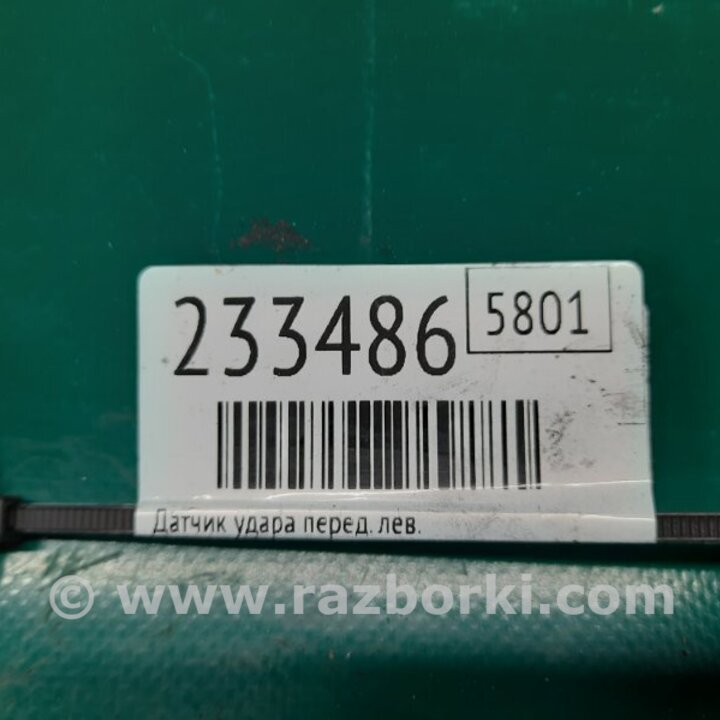 233486 5801
Датчик удара перед. лев.
© www.razborki.com